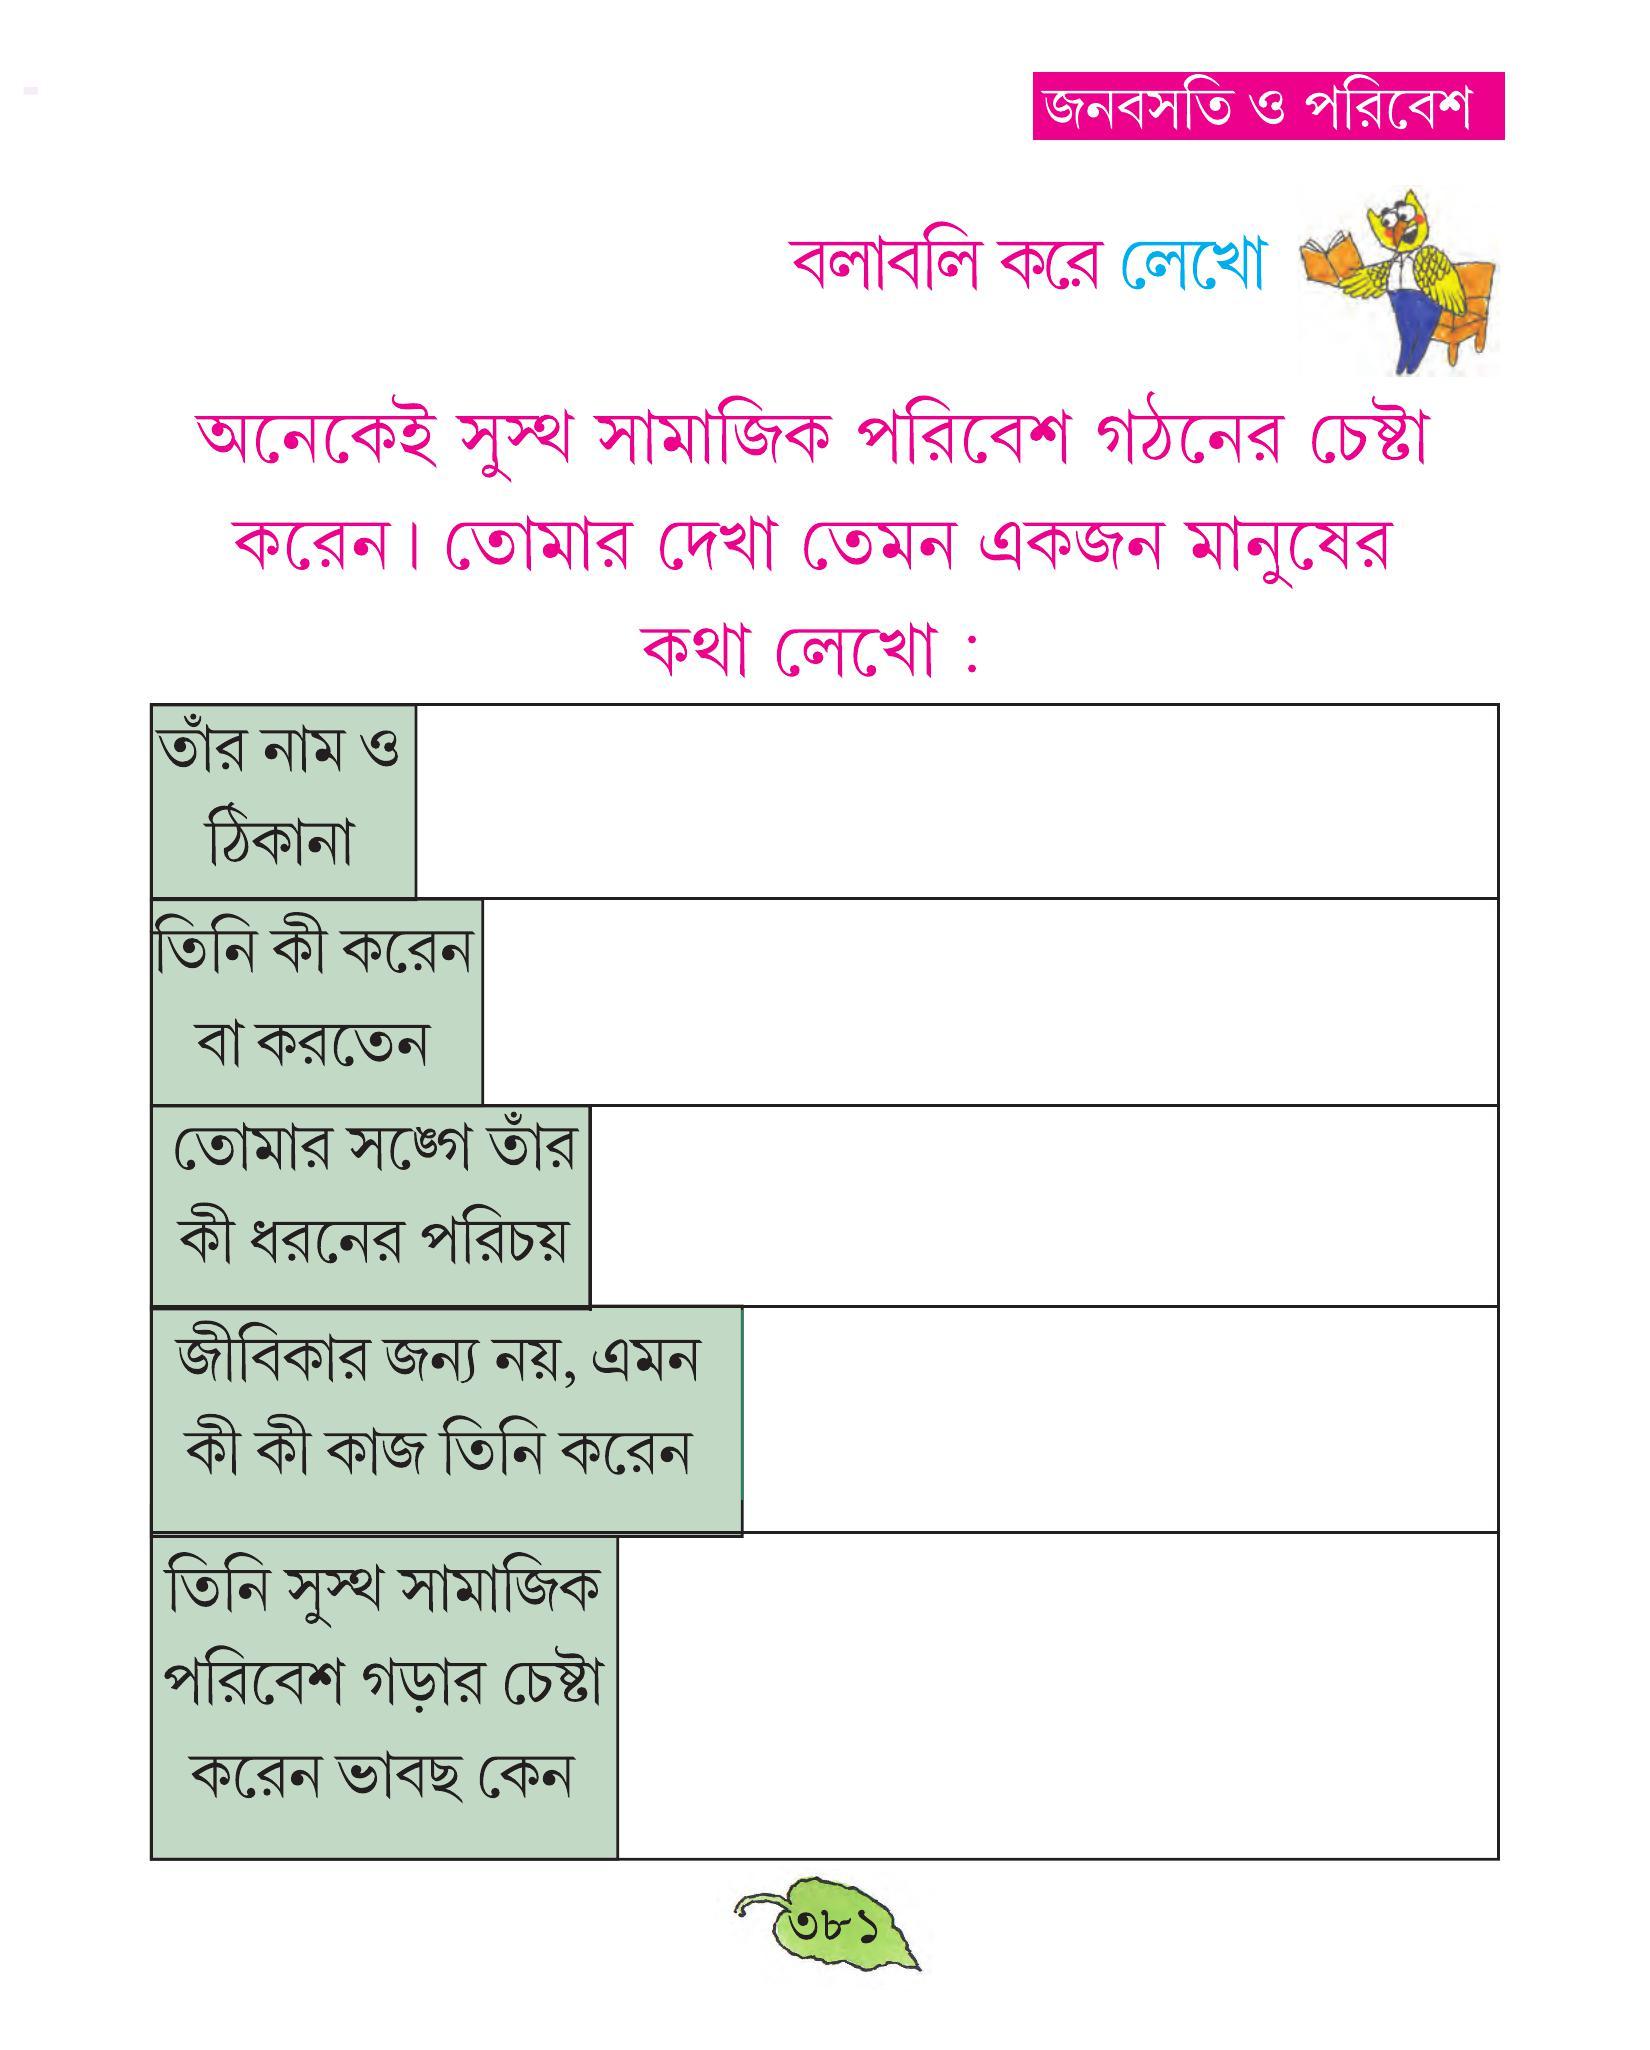 জনবসতি ও পরিবেশ
বলাবলি করে লেখো
অনেকেই সুস্থ সামাজিক পরিবেশ গঠনের চেষ্টা
করেন। তোমার দেখা তেমন একজন মানুষের
কথা লেখো :
তাঁর নাম ও
ঠিকানা
তিনি কী করেন
বা করতেন
তোমার সঙ্গে তাঁর
কী ধরনের পরিচয়
জীবিকার জন্য নয়, এমন
কী কী কাজ তিনি করেন
তিনি সুস্থ সামাজিক
পরিবেশ গড়ার চেষ্টা
করেন ভাবছ কেন
৩৮১